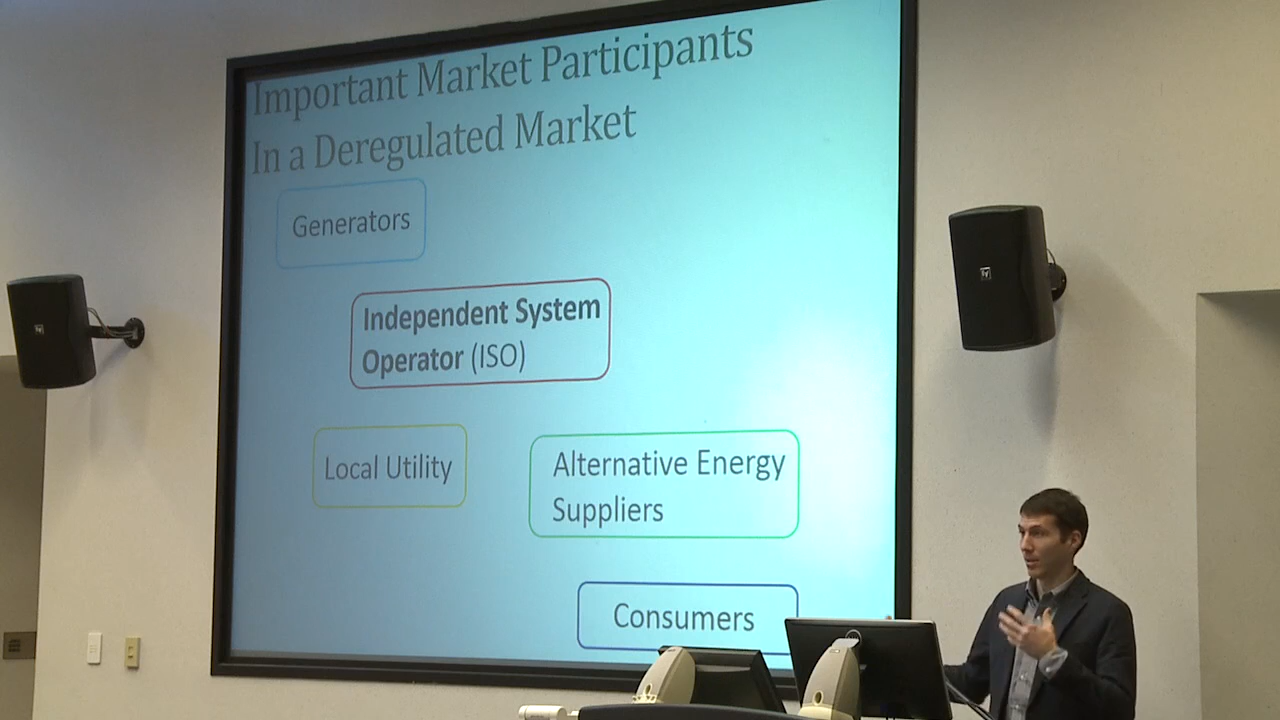 Important Market Participants
In a Deregulated Market
Generators
Independent System
Operator (ISO)
Local Utility
Alternative Energy
Suppliers
Consumers